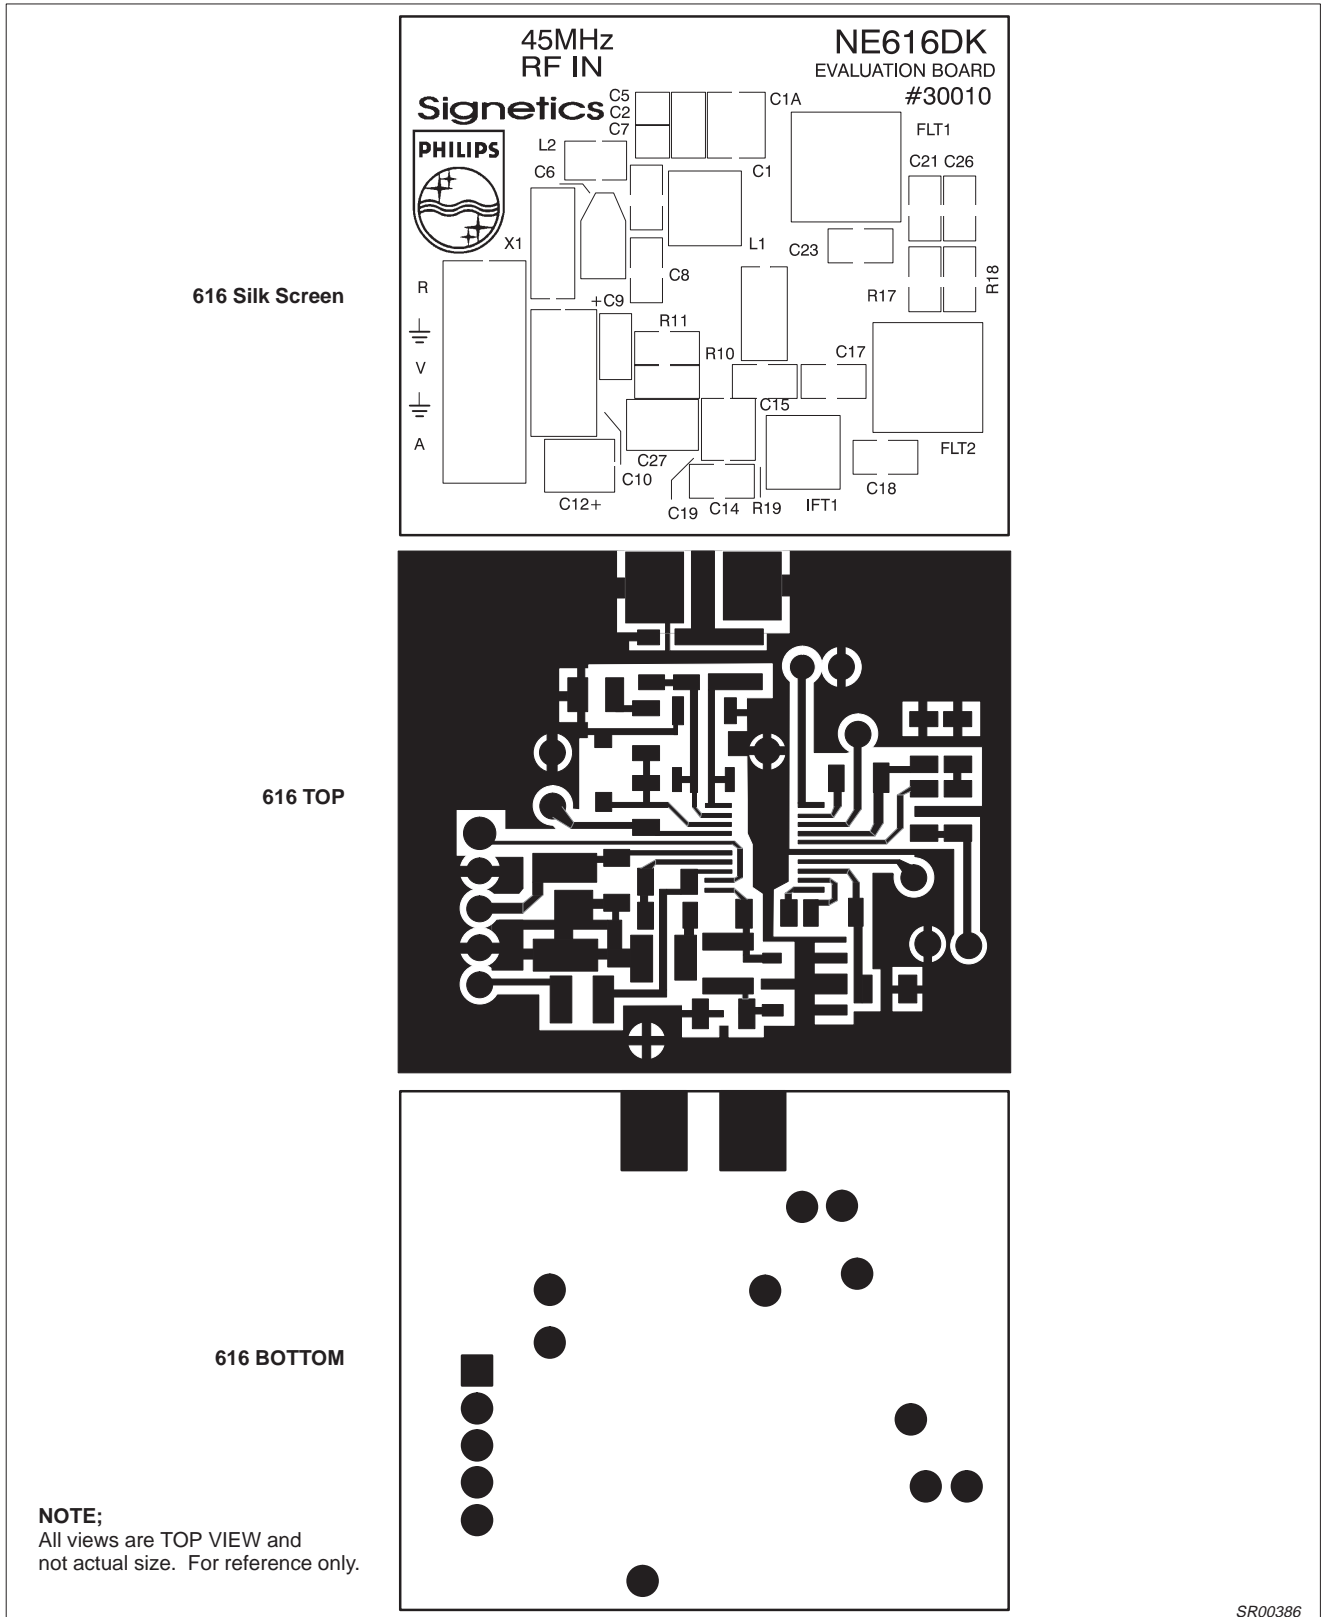 45MHz
RF IN
NE616DK
EVALUATION BOARD
#30010
Signetics
PHILIPS
C5
C2
C7
C1A
FLT1
L2
C6
C1
C21 C26
X1
L1
C23
C8
R
R17
R18
+C9
R11
R10
C17
V
C15
A
C27
C10
FLT2
C12+
C19
C14
R19
IFT1
C18
616 Silk Screen
616 TOP
616 BOTTOM
NOTE;
All views are TOP VIEW and
not actual size. For reference only.
SR00386